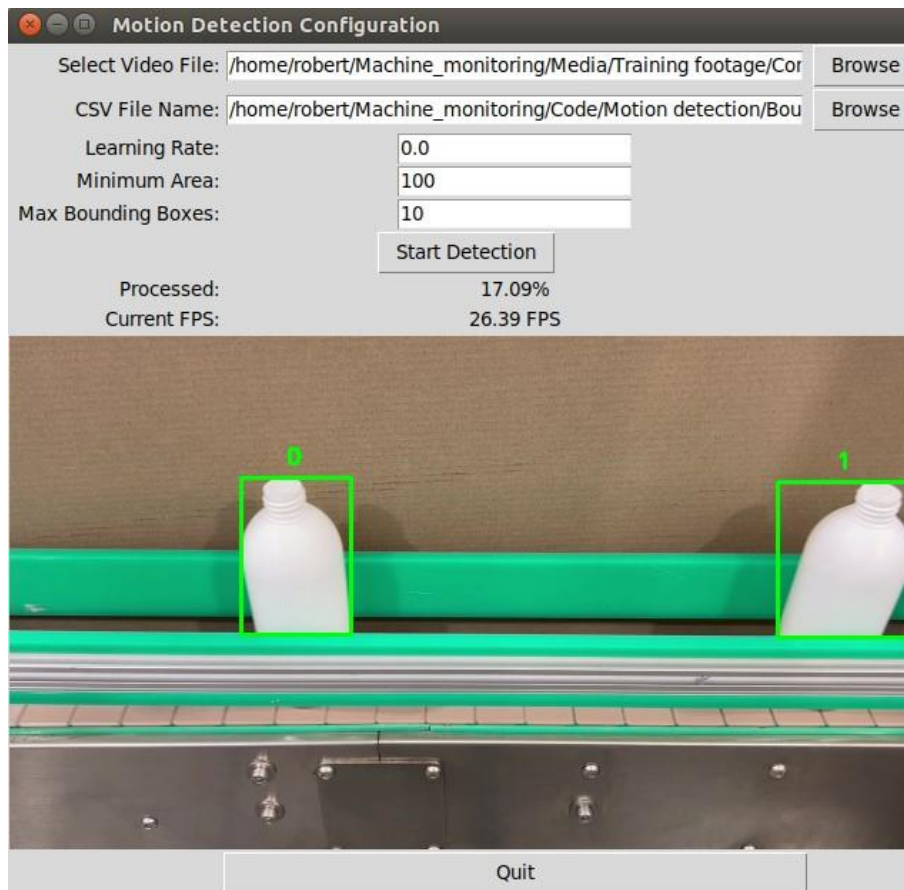 Motion Detection Configuration
Select Video File: /home/robert/Machine_monitoring/Media/Training footage/Cor Browse
CSV File Name: /home/robert/Machine_monitoring/Code/Motion detection/Bou Browse
Learning Rate: 0.0
Minimum Area: 100
Max Bounding Boxes: 10
Start Detection
Processed: 17.09%
Current FPS: 26.39 FPS
0 1
Quit